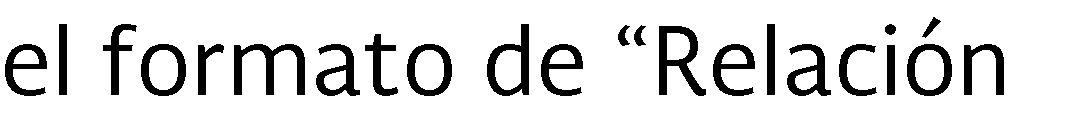 el formato de “Relación